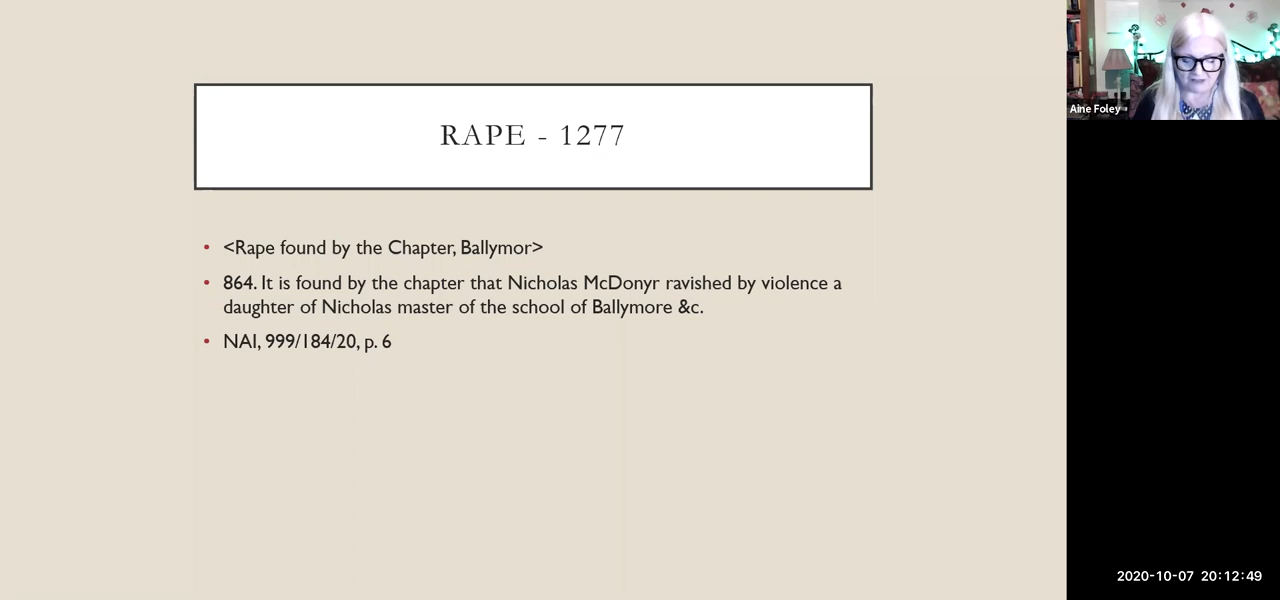 RAPE - 1277
• <Rape found by the Chapter, Ballymor>
• 864. It is found by the chapter that Nicholas McDonyr ravished by violence a
daughter of Nicholas master of the school of Ballymore &c.
• NAI, 999/184/20, p. 6
Aine Foley
2020-10-07 20:12:49